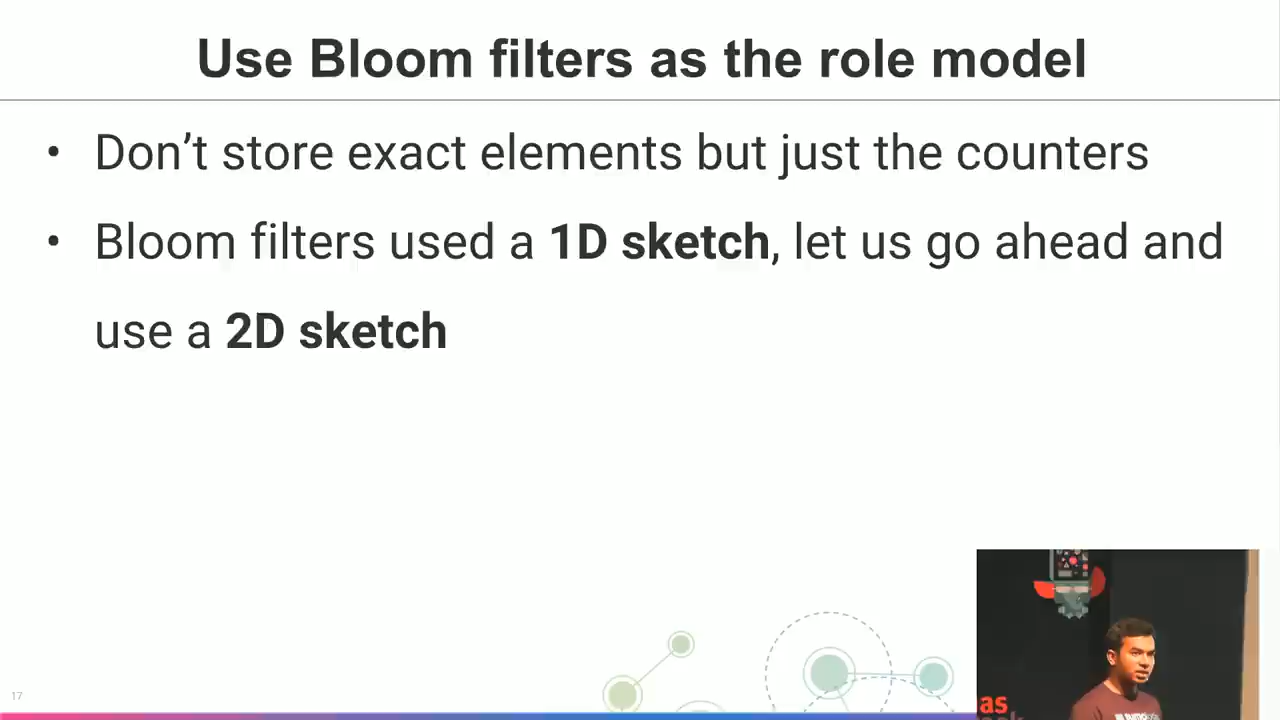 Use Bloom filters as the role model
• Don’t store exact elements but just the counters
• Bloom filters used a 1D sketch, let us go ahead and
use a 2D sketch
17
as